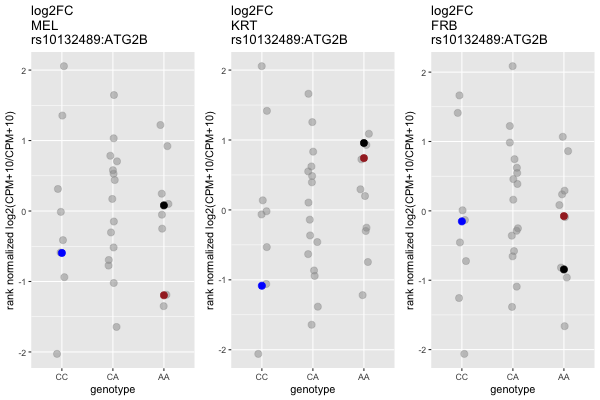 log2FC
MEL
rs10132489:ATG2B
rank normalized log2(CPM+10/CPM+10)
2
1
0
-1
-2
CC
CA
AA
genotype
log2FC
KRT
rs10132489:ATG2B
rank normalized log2(CPM+10/CPM+10)
2
1
0
-1
-2
CC
CA
AA
genotype
log2FC
FRB
rs10132489:ATG2B
rank normalized log2(CPM+10/CPM+10)
2
1
0
-1
-2
CC
CA
AA
genotype